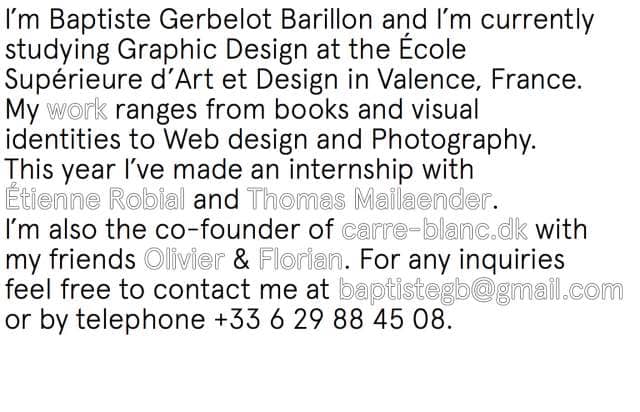 I’m Baptiste Gerbelot Barillon and I’m currently
studying Graphic Design at the École
Supérieure d’Art et Design in Valence, France.
My work ranges from books and visual
identities to Web design and Photography.
This year I’ve made an internship with
Étienne Robial and Thomas Mailaender.
I’m also the co-founder of carre-blanc.dk with
my friends Olivier & Florian. For any inquiries
feel free to contact me at baptistegb@gmail.com
or by telephone +33 6 29 88 45 08.